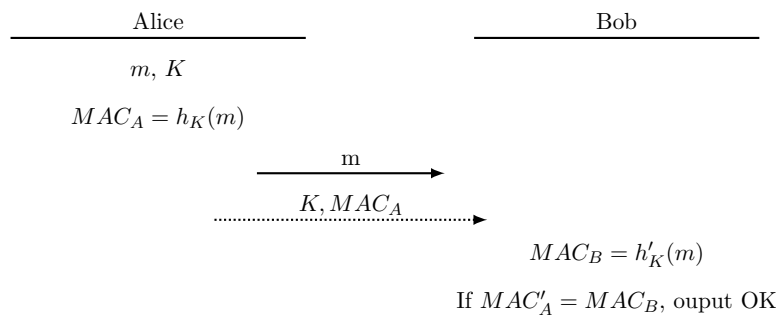 Alice
Bob
m, K
MAC_A = h_K(m)
m
K, MAC_A
MAC_B = h'_K(m)
If MAC'_A = MAC_B, ouput OK